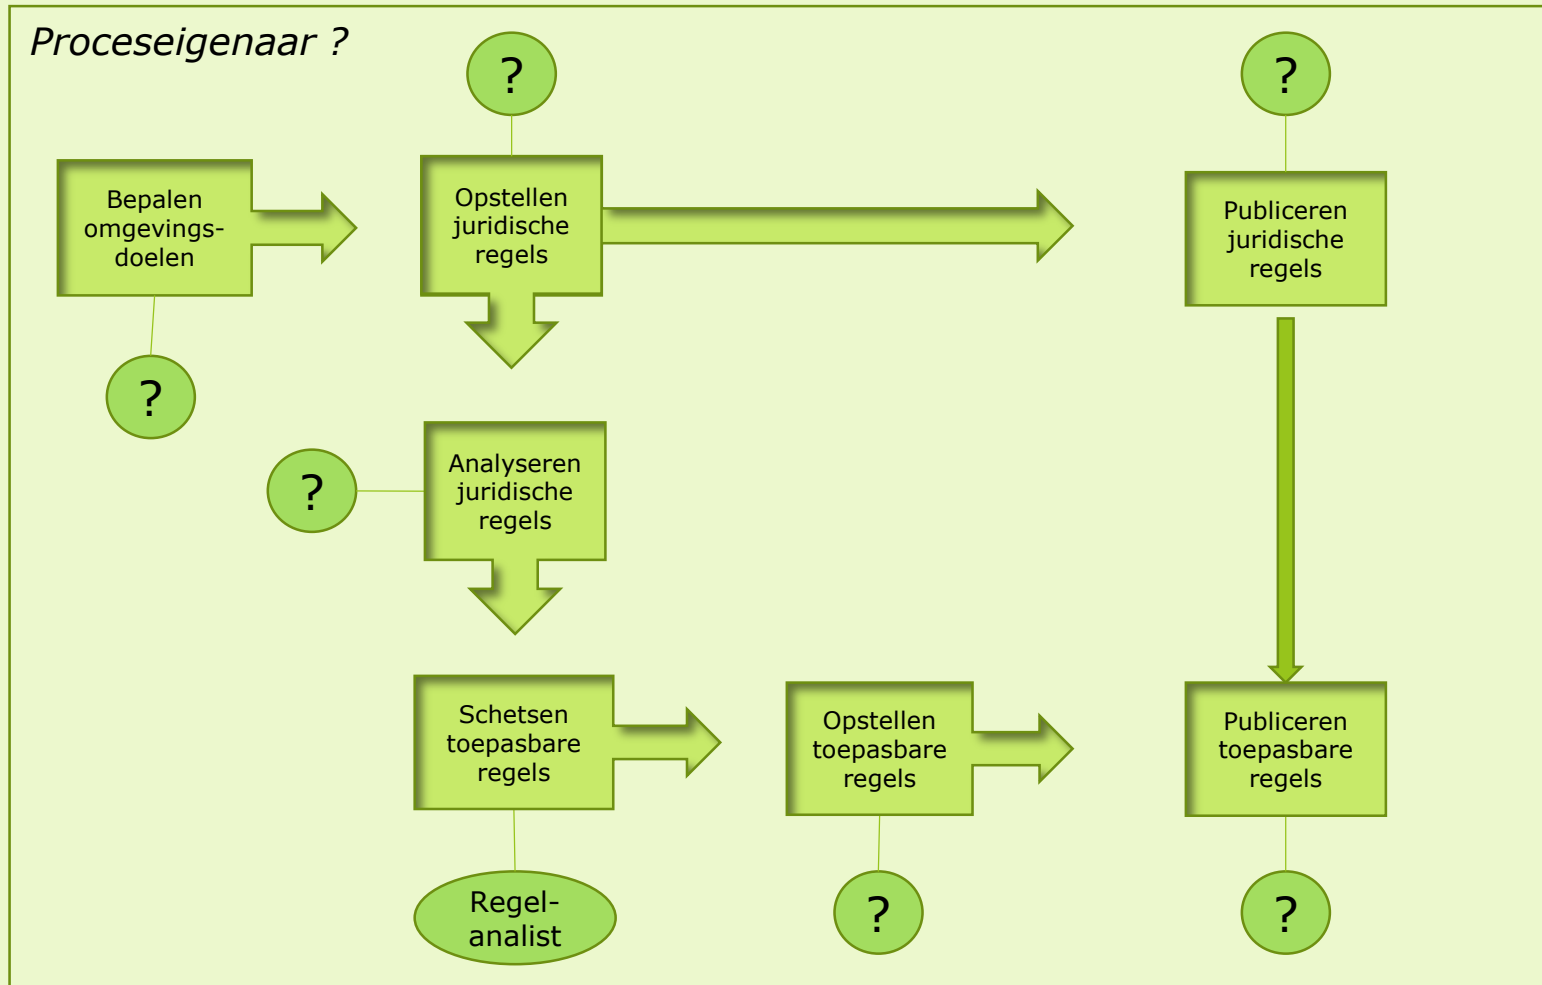 Proceseigenaar ?
?
?
Bepalen
omgevings-
doelen
Opstellen
juridische
regels
Publiceren
juridische
regels
?
?
Analyseren
juridische
regels
Schetsen
toepasbare
regels
Opstellen
toepasbare
regels
Publiceren
toepasbare
regels
Regel-
analist
?
?